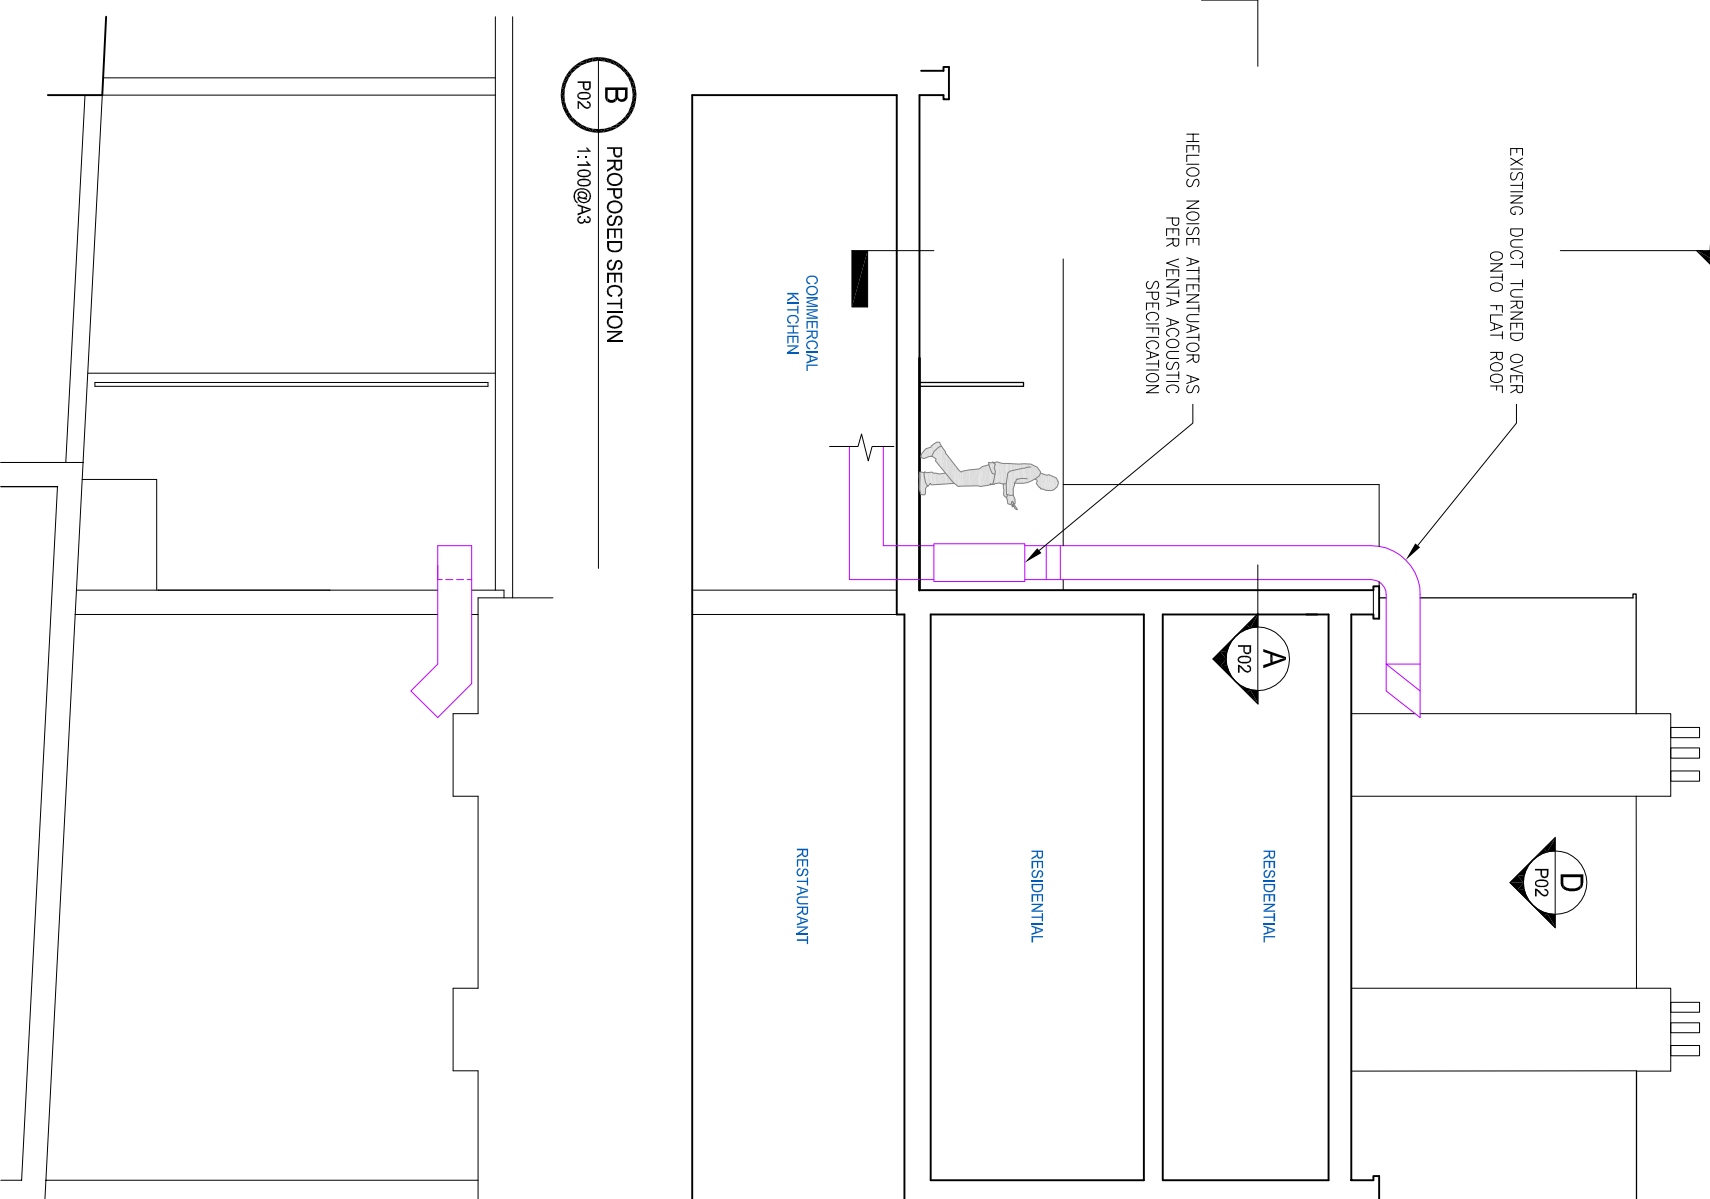 EXISTING DUCT TURNED OVER
ONTO FLAT ROOF
HELIOS NOISE ATTENTUATOR AS
PER VENTA ACOUSTIC
SPECIFICATION
D
P02
A
P02
RESIDENTIAL
RESIDENTIAL
COMMERCIAL
KITCHEN
RESTAURANT
B
P02
PROPOSED SECTION
1:100@A3